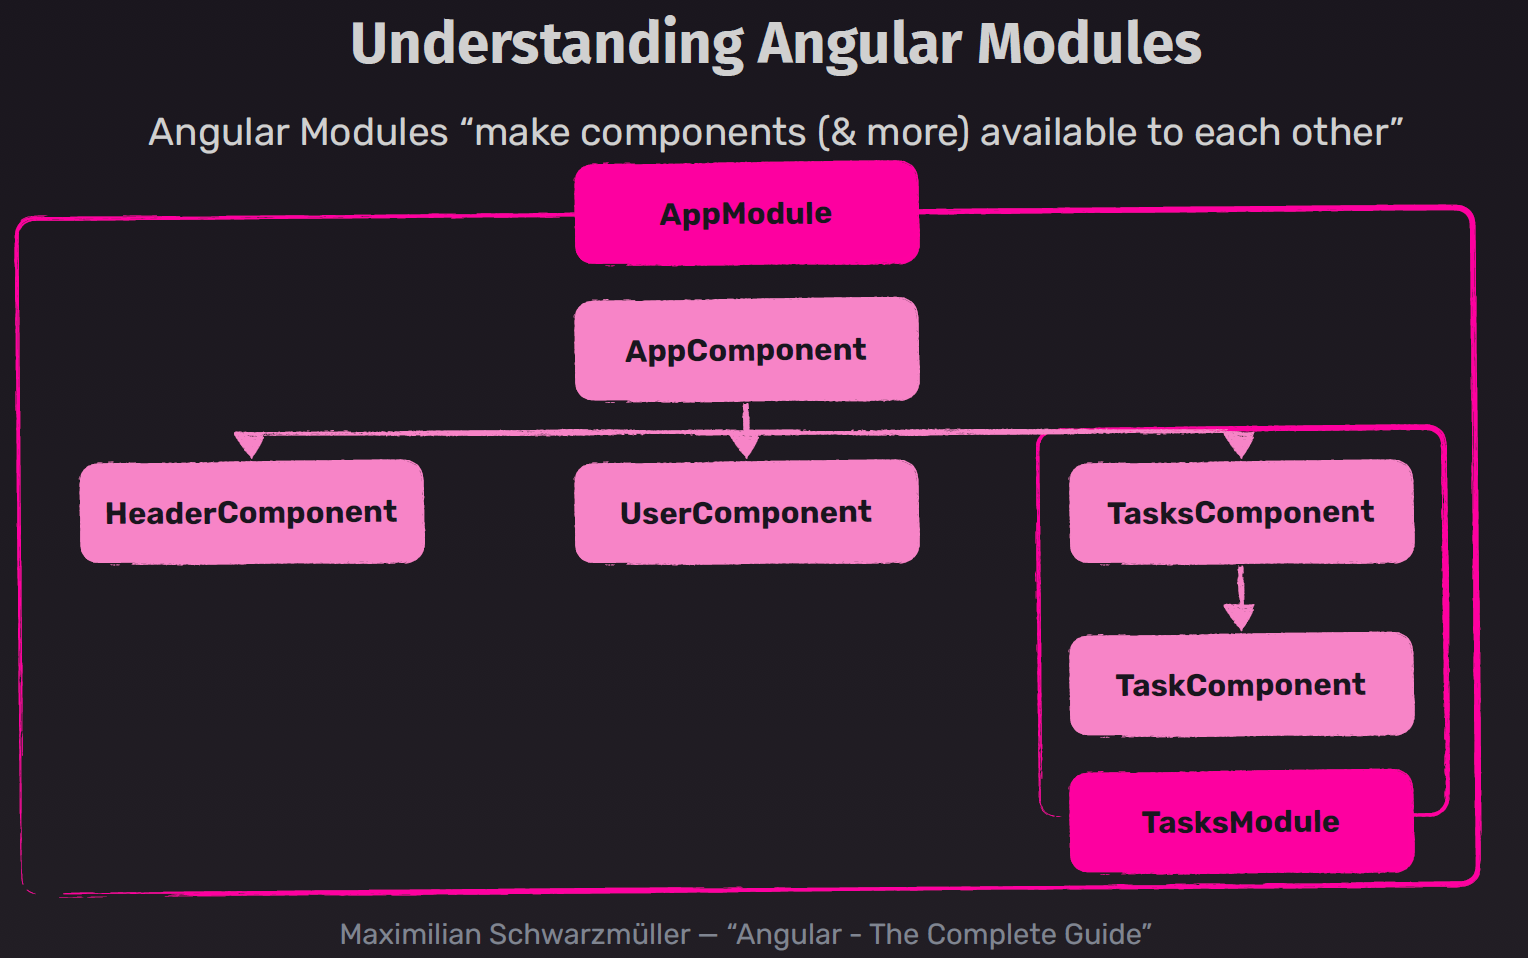 Understanding Angular Modules
Angular Modules “make components (& more) available to each other”
AppModule
AppComponent
HeaderComponent
UserComponent
TasksComponent
TaskComponent
TasksModule
Maximilian Schwarzmüller – “Angular - The Complete Guide”